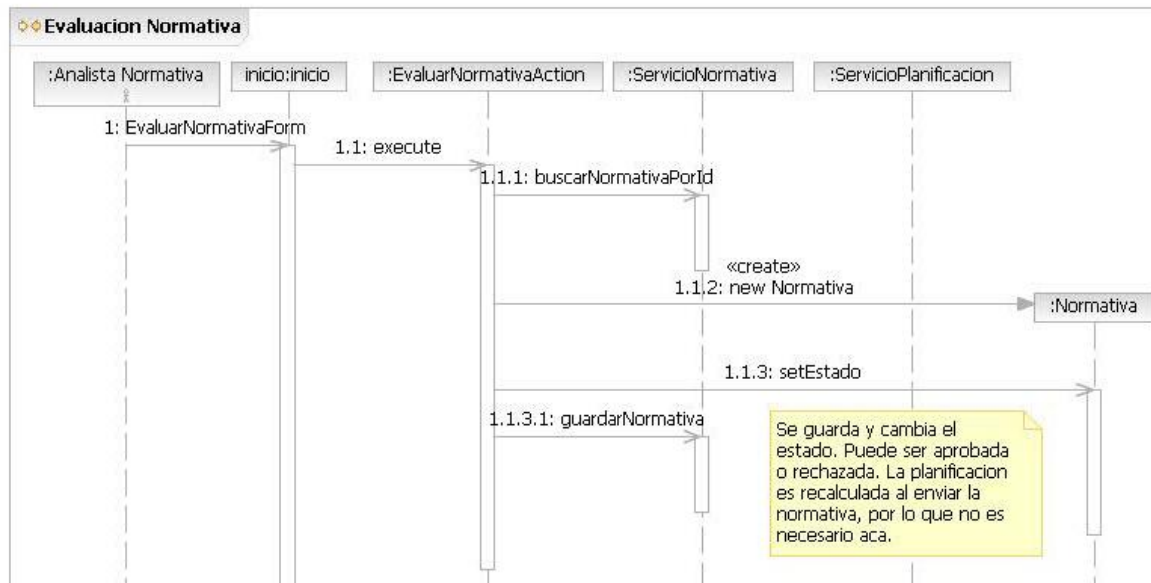 Evaluacion Normativa
:Analista Normativa
inicio:inicio
:EvaluarNormativaAction
:ServicioNormativa
:ServicioPlanificacion
1: EvaluarNormativaForm
1.1: execute
1.1.1: buscarNormativaPorId
«create»
1.1.2: new Normativa
:Normativa
1.1.3: setEstado
1.1.3.1: guardarNormativa
Se guarda y cambia el
estado. Puede ser aprobada
o rechazada. La planificacion
es recalculada al enviar la
normativa, por lo que no es
necesario aca.